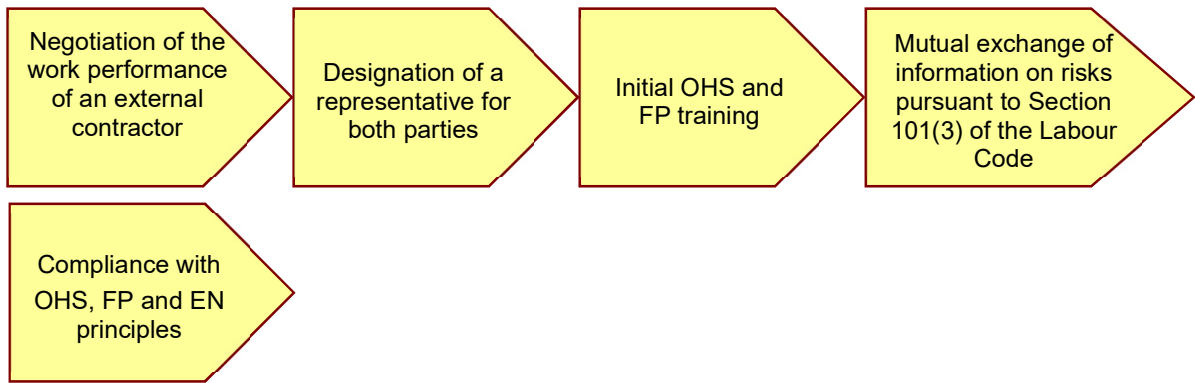 Negotiation of the
work performance
of an external
contractor
Designation of a
representative for
both parties
Initial OHS and
FP training
Mutual exchange of
information on risks
pursuant to Section
101(3) of the Labour
Code
Compliance with
OHS, FP and EN
principles